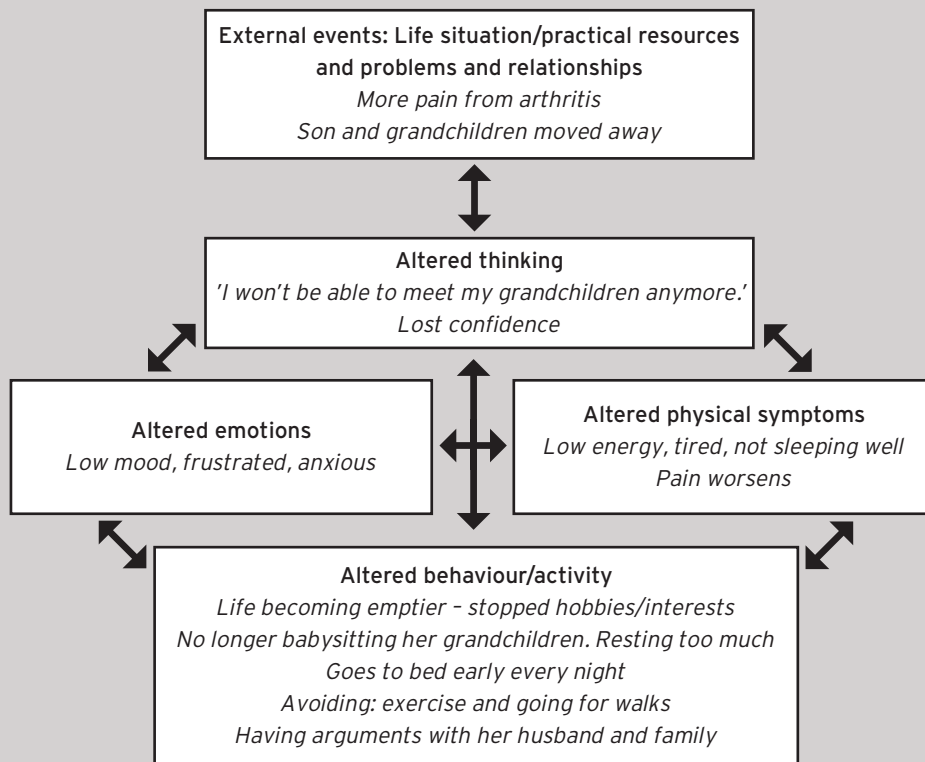 External events: Life situation/practical resources
and problems and relationships
More pain from arthritis
Son and grandchildren moved away
Altered thinking
'I won't be able to meet my grandchildren anymore.'
Lost confidence
Altered emotions
Low mood, frustrated, anxious
Altered physical symptoms
Low energy, tired, not sleeping well
Pain worsens
Altered behaviour/activity
Life becoming emptier – stopped hobbies/interests
No longer babysitting her grandchildren. Resting too much
Goes to bed early every night
Avoiding: exercise and going for walks
Having arguments with her husband and family